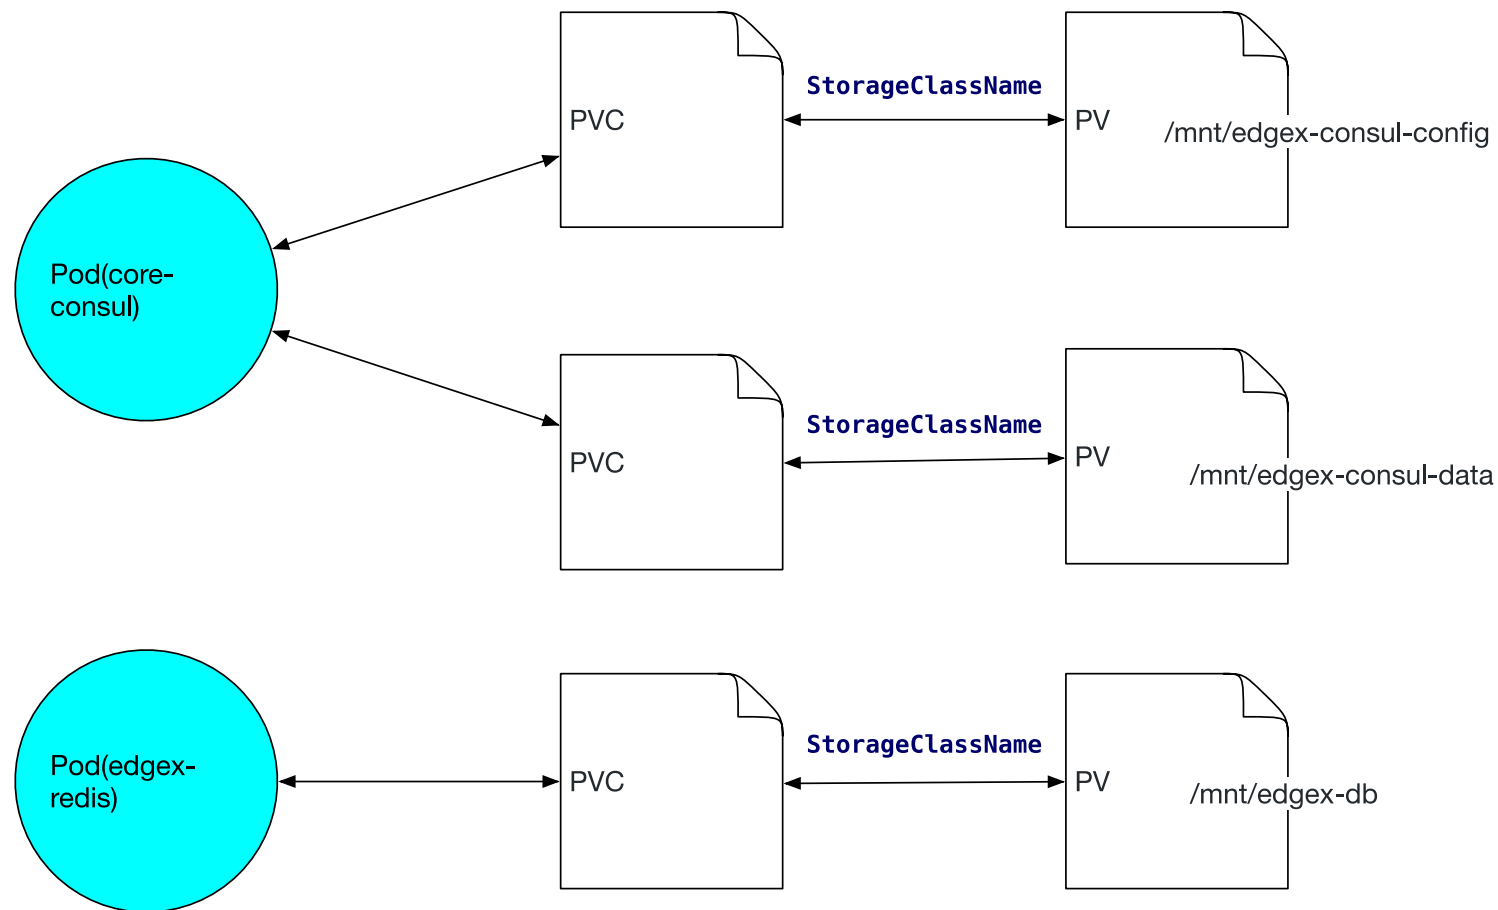 StorageClassName
PVC
PV
/mnt/edgex-consul-config
Pod(core-
consul)
StorageClassName
PVC
PV
/mnt/edgex-consul-data
StorageClassName
Pod(edgex-
redis)
PVC
PV
/mnt/edgex-db